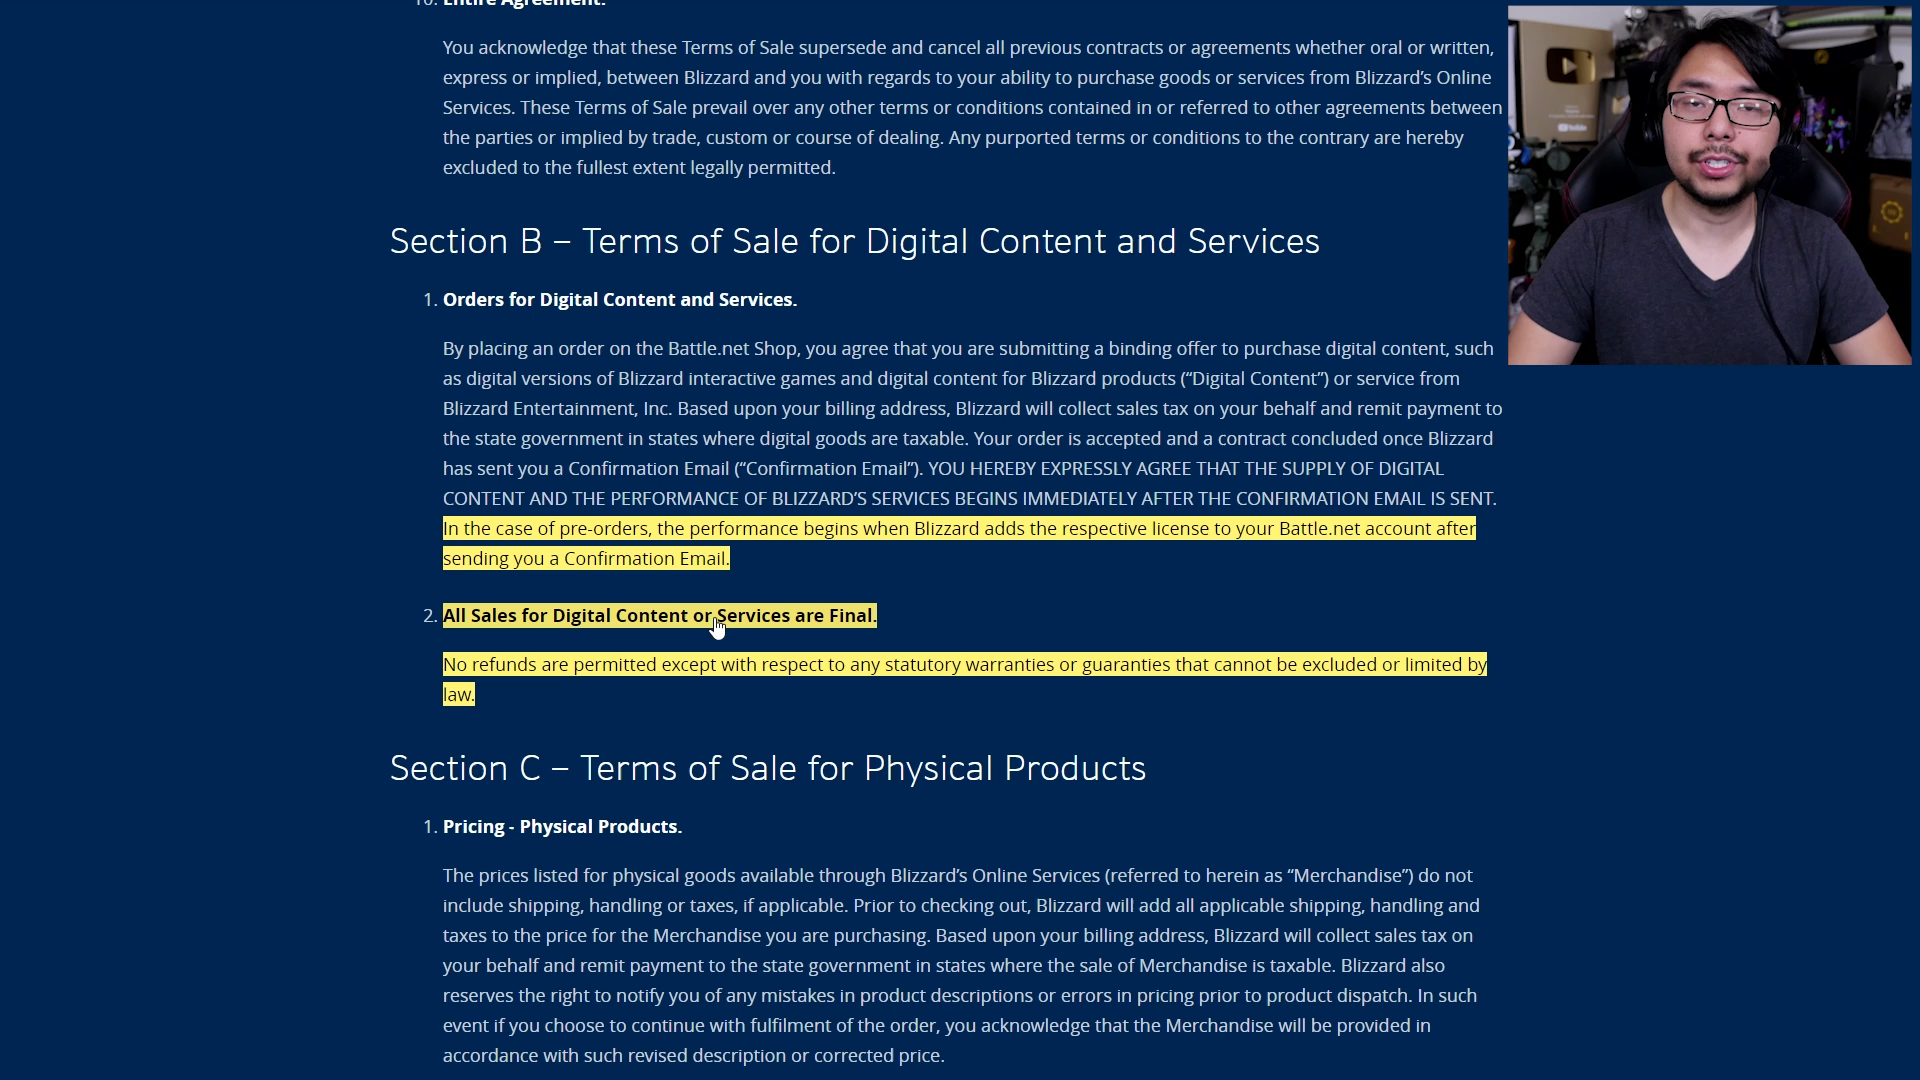 10. Entire Agreement.
You acknowledge that these Terms of Sale supersede and cancel all previous contracts or agreements whether oral or written,
express or implied, between Blizzard and you with regards to your ability to purchase goods or services from Blizzard’s Online
Services. These Terms of Sale prevail over any other terms or conditions contained in or referred to other agreements between
the parties or implied by trade, custom or course of dealing. Any purported terms or conditions to the contrary are hereby
excluded to the fullest extent legally permitted.
Section B – Terms of Sale for Digital Content and Services
1. Orders for Digital Content and Services.
By placing an order on the Battle.net Shop, you agree that you are submitting a binding offer to purchase digital content, such
as digital versions of Blizzard interactive games and digital content for Blizzard products (“Digital Content”) or service from
Blizzard Entertainment, Inc. Based upon your billing address, Blizzard will collect sales tax on your behalf and remit payment to
the state government in states where digital goods are taxable. Your order is accepted and a contract concluded once Blizzard
has sent you a Confirmation Email (“Confirmation Email”). YOU HEREBY EXPRESSLY AGREE THAT THE SUPPLY OF DIGITAL
CONTENT AND THE PERFORMANCE OF BLIZZARD’S SERVICES BEGINS IMMEDIATELY AFTER THE CONFIRMATION EMAIL IS SENT.
In the case of pre-orders, the performance begins when Blizzard adds the respective license to your Battle.net account after
sending you a Confirmation Email.
2. All Sales for Digital Content or Services are Final.
No refunds are permitted except with respect to any statutory warranties or guaranties that cannot be excluded or limited by
law.
Section C – Terms of Sale for Physical Products
1. Pricing - Physical Products.
The prices listed for physical goods available through Blizzard’s Online Services (referred to herein as “Merchandise”) do not
include shipping, handling or taxes, if applicable. Prior to checking out, Blizzard will add all applicable shipping, handling and
taxes to the price for the Merchandise you are purchasing. Based upon your billing address, Blizzard will collect sales tax on
your behalf and remit payment to the state government in states where the sale of Merchandise is taxable. Blizzard also
reserves the right to notify you of any mistakes in product descriptions or errors in pricing prior to product dispatch. In such
event if you choose to continue with fulfilment of the order, you acknowledge that the Merchandise will be provided in
accordance with such revised description or corrected price.
YouTube